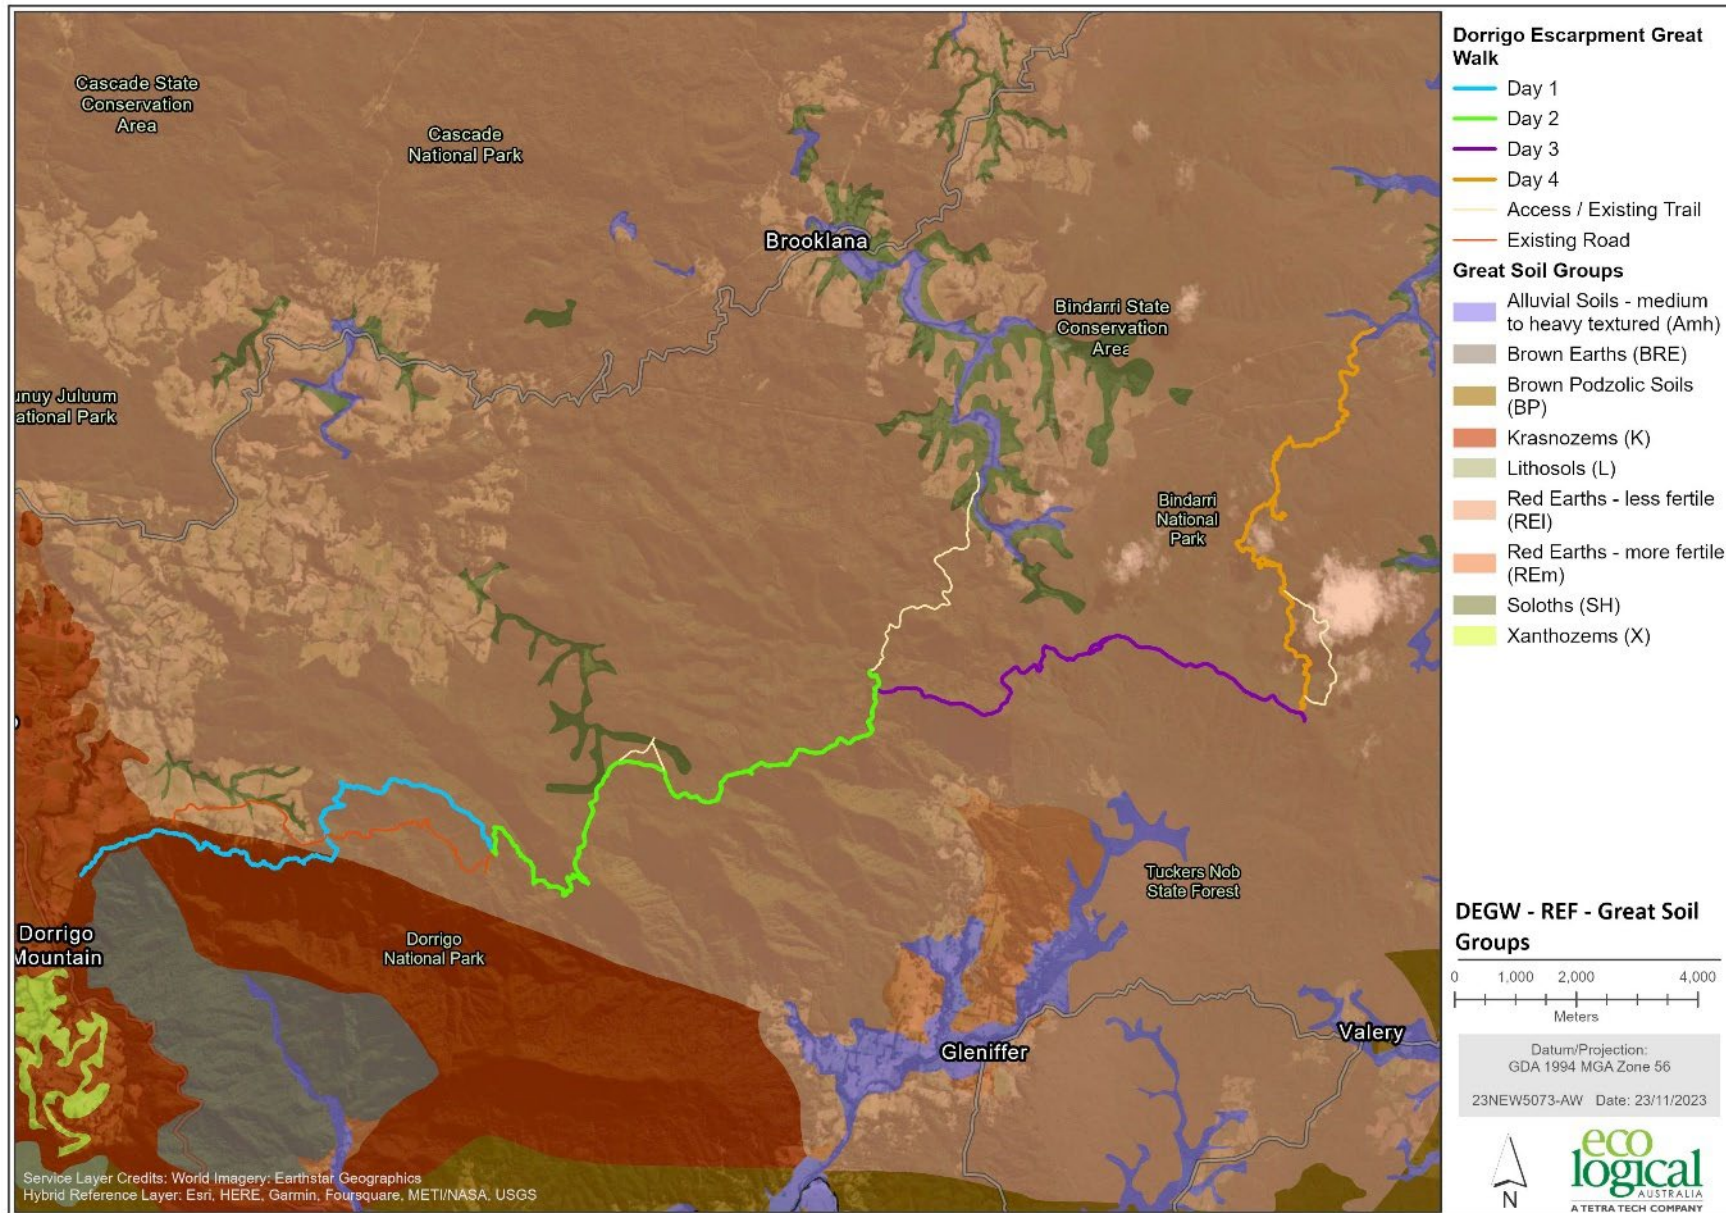 Cascade State
Conservation
Area
Cascade
National Park
Brooklana
Bindarri State
Conservation
Area
unuy Juluum
ational Park
Bindarri
National
Park
Tuckers Nob
State Forest
Dorrigo
Mountain
Dorrigo
National Park
Gleniffer
Valery
Service Layer Credits: World Imagery: Earthstar Geographics
Hybrid Reference Layer: Esri, HERE, Garmin, Foursquare, METI/NASA, USGS
Dorrigo Escarpment Great
Walk
Day 1
Day 2
Day 3
Day 4
Access / Existing Trail
Existing Road
Great Soil Groups
Alluvial Soils - medium
to heavy textured (Amh)
Brown Earths (BRE)
Brown Podzolic Soils
(BP)
Krasnozems (K)
Lithosols (L)
Red Earths - less fertile
(REl)
Red Earths - more fertile
(REm)
Soloths (SH)
Xanthozems (X)
DEGW - REF - Great Soil
Groups
0 1,000 2,000 4,000
Meters
Datum/Projection:
GDA 1994 MGA Zone 56
23NEW5073-AW Date: 23/11/2023
N
eco
logical
AUSTRALIA
A TETRA TECH COMPANY